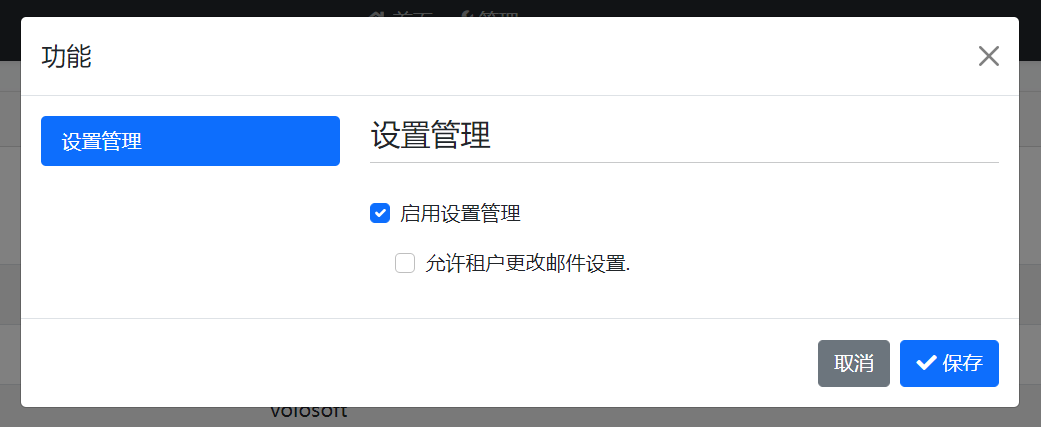 首页 管理
功能
设置管理
设置管理
启用设置管理
允许租户更改邮件设置.
取消 保存
volosoft